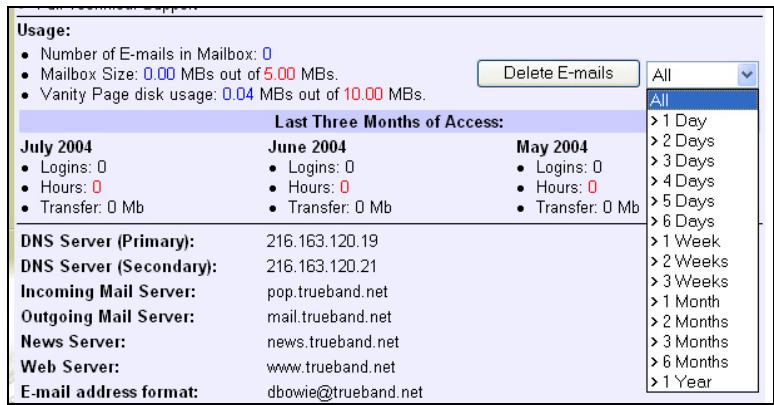 Usage:
• Number of E-mails in Mailbox: 0
• Mailbox Size: 0.00 MBs out of 5.00 MBs.
• Vanity Page disk usage: 0.04 MBs out of 10.00 MBs.
Delete E-mails
All
All
> 1 Day
> 2 Days
> 3 Days
> 4 Days
> 5 Days
> 6 Days
> 1 Week
> 2 Weeks
> 3 Weeks
> 1 Month
> 2 Months
> 3 Months
> 6 Months
> 1 Year
Last Three Months of Access:
July 2004 June 2004 May 2004
• Logins: 0 • Logins: 0 • Logins: 0
• Hours: 0 • Hours: 0 • Hours: 0
• Transfer: 0 Mb • Transfer: 0 Mb • Transfer: 0 Mb
DNS Server (Primary): 216.163.120.19
DNS Server (Secondary): 216.163.120.21
Incoming Mail Server: pop.trueband.net
Outgoing Mail Server: mail.trueband.net
News Server: news.trueband.net
Web Server: www.trueband.net
E-mail address format: dbowie@trueband.net